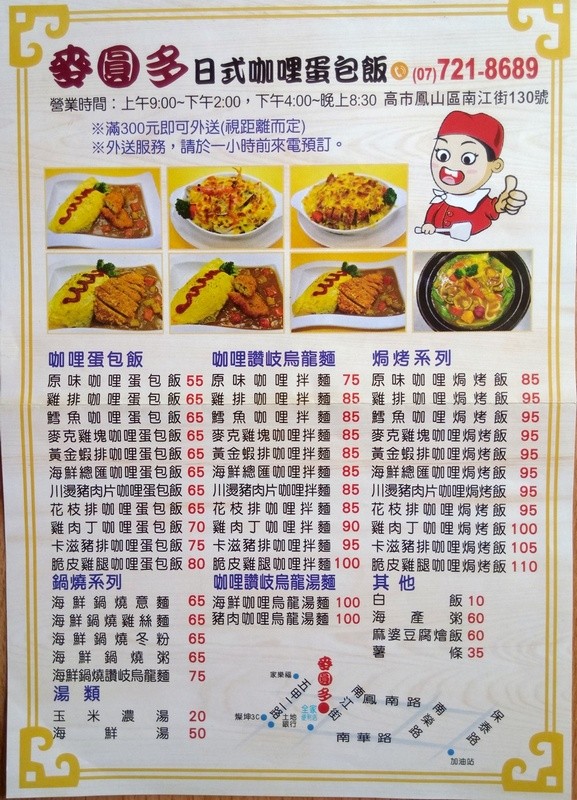 麥圓多日式咖哩蛋包飯 (07)721-8689
營業時間：上午9:00~下午2:00，下午4:00~晚上8:30 高市鳳山區南江街130號
※滿300元即可外送(視距離而定)
※外送服務，請於一小時前來電預訂。
咖哩蛋包飯
原味咖哩蛋包飯 55
雞排咖哩蛋包飯 65
鱈魚咖哩蛋包飯 65
麥克雞塊咖哩蛋包飯 65
黃金蝦排咖哩蛋包飯 65
海鮮總匯咖哩蛋包飯 65
川燙豬肉片咖哩蛋包飯 65
花枝排咖哩蛋包飯 65
雞肉丁咖哩蛋包飯 70
卡滋豬排咖哩蛋包飯 75
脆皮雞腿咖哩蛋包飯 80
鍋燒系列
海鮮鍋燒意麵 65
海鮮鍋燒雞絲麵 65
海鮮鍋燒冬粉 65
海鮮鍋燒粥 65
海鮮鍋燒讚岐烏龍麵 75
湯類
玉米濃湯 20
海鮮湯 50
咖哩讚岐烏龍麵
原味咖哩拌麵 75
雞排咖哩拌麵 85
鱈魚咖哩拌麵 85
麥克雞塊咖哩拌麵 85
黃金蝦排咖哩拌麵 85
海鮮總匯咖哩拌麵 85
川燙豬肉片咖哩拌麵 85
花枝排咖哩拌麵 85
雞肉丁咖哩拌麵 90
卡滋豬排咖哩拌麵 95
脆皮雞腿咖哩拌麵 100
咖哩讚岐烏龍湯麵
海鮮咖哩烏龍湯麵 100
豬肉咖哩烏龍湯麵 100
焗烤系列
原味咖哩焗烤飯 85
雞排咖哩焗烤飯 95
鱈魚咖哩焗烤飯 95
麥克雞塊咖哩焗烤飯 95
黃金蝦排咖哩焗烤飯 95
海鮮總匯咖哩焗烤飯 95
川燙豬肉片咖哩焗烤飯 95
花枝排咖哩焗烤飯 95
雞肉丁咖哩焗烤飯 100
卡滋豬排咖哩焗烤飯 105
脆皮雞腿咖哩焗烤飯 110
其他
白飯 10
海產粥 60
麻婆豆腐燴飯 60
薯條 35
家樂福
麥圓多
五甲二路
南江街
南鳳南路
南榮路
保泰路
燦坤3C
土地銀行
全家便利店
南華路
加油站